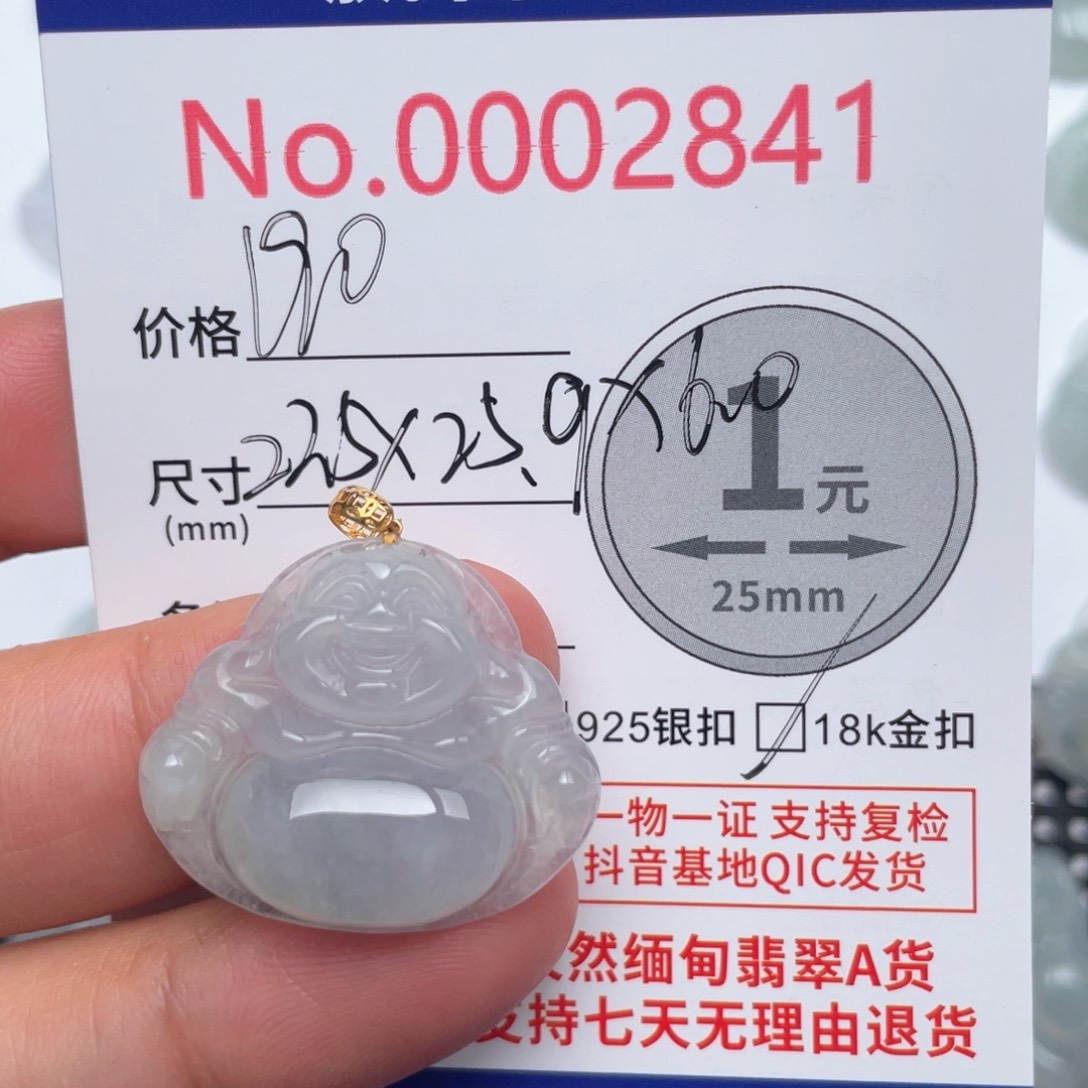 No.0002841
价格 190
尺寸 22.5×25.9×6.0
(mm)
1元
25mm
925银扣 18k金扣
一物一证 支持复检
抖音基地QIC发货
然缅甸翡翠A货
支持七天无理由退货